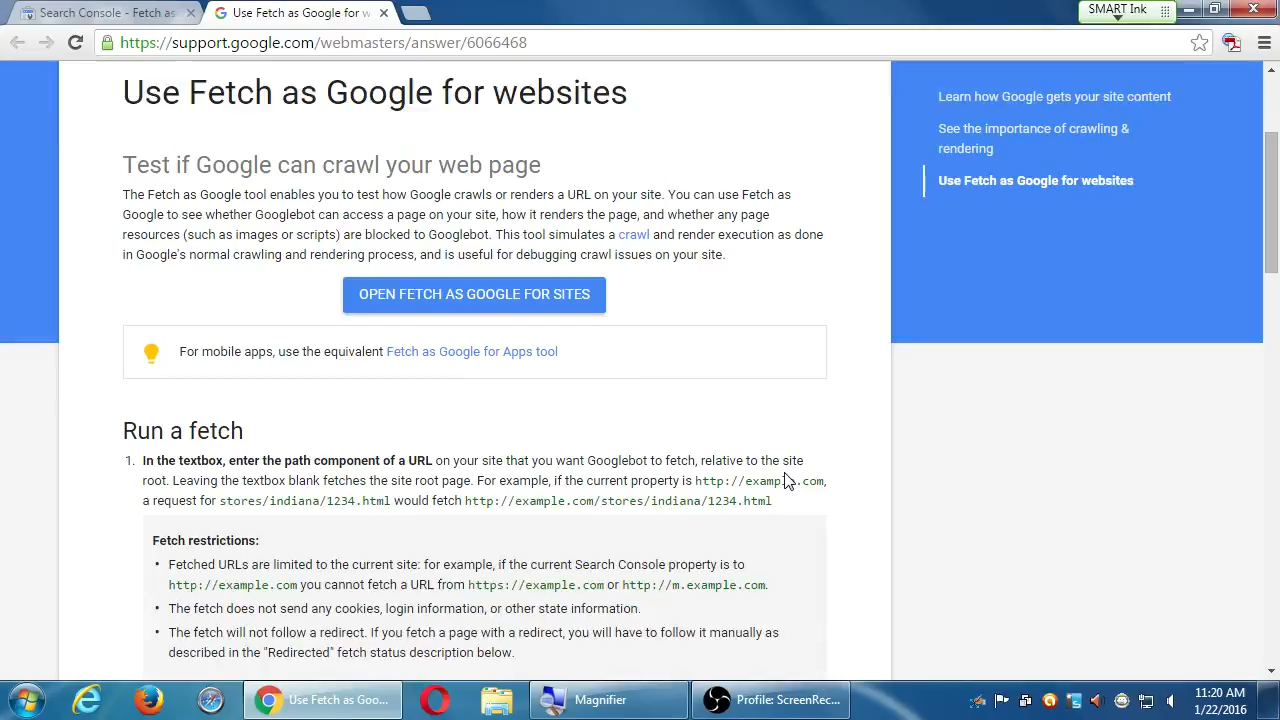 Search Console - Fetch as
Use Fetch as Google for w
SMART Ink
https://support.google.com/webmasters/answer/6066468
Use Fetch as Google for websites
Learn how Google gets your site content
See the importance of crawling &
rendering
Use Fetch as Google for websites
Test if Google can crawl your web page
The Fetch as Googletool enables you to test how Google crawls or renders a URL on your site. You can use Fetch as
Google to see whether Googlebot can access a page on your site, how it renders the page, and whether any page
resources (such as images or scripts) are blocked to Googlebot. This tool simulates a crawl and render execution as done
in Google's normal crawling and rendering process, and is useful for debugging crawl issues on your site.
OPEN FETCH AS GOOGLE FOR SITES
For mobile apps, use the equivalent Fetch as Google for Apps tool
Run a fetch
1. In the textbox, enter the path component of a URL on your site that you want Googlebot to fetch, relative to the site
root. Leaving the textbox blank fetches the site root page. For example, if the current property is http://example.com,
a request for stores/indiana/1234.html would fetch http://example.com/stores/indiana/1234.html
Fetch restrictions:
• Fetched URLs are limited to the current site: for example, if the current Search Console property is to
http://example.com you cannot fetch a URL from https://example.com or http://m.example.com.
• The fetch does not send any cookies, login information, or other state information.
• The fetch will not follow a redirect. If you fetch a page with a redirect, you will have to follow it manually as
described in the "Redirected" fetch status description below.
Use Fetch as Goo...
Magnifier
Profile: ScreenRec...
11:20 AM
1/22/2016